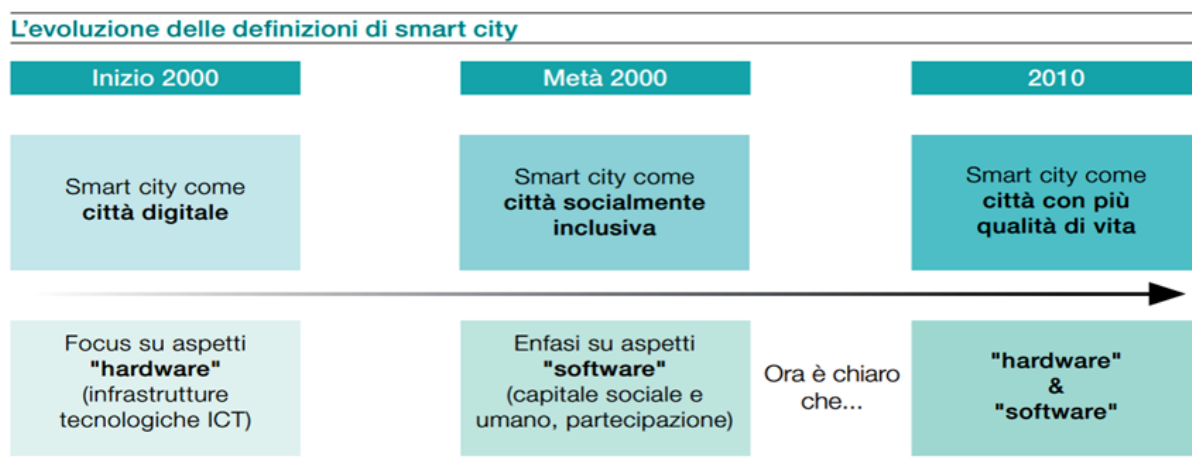 L'evoluzione delle definizioni di smart city
Inizio 2000
Metà 2000
2010
Smart city come
città digitale
Smart city come
città socialmente
inclusiva
Smart city come
città con più
qualità di vita
Focus su aspetti
"hardware"
(infrastrutture
tecnologiche ICT)
Enfasi su aspetti
"software"
(capitale sociale e
umano, partecipazione)
Ora è chiaro
che...
"hardware"
&
"software"